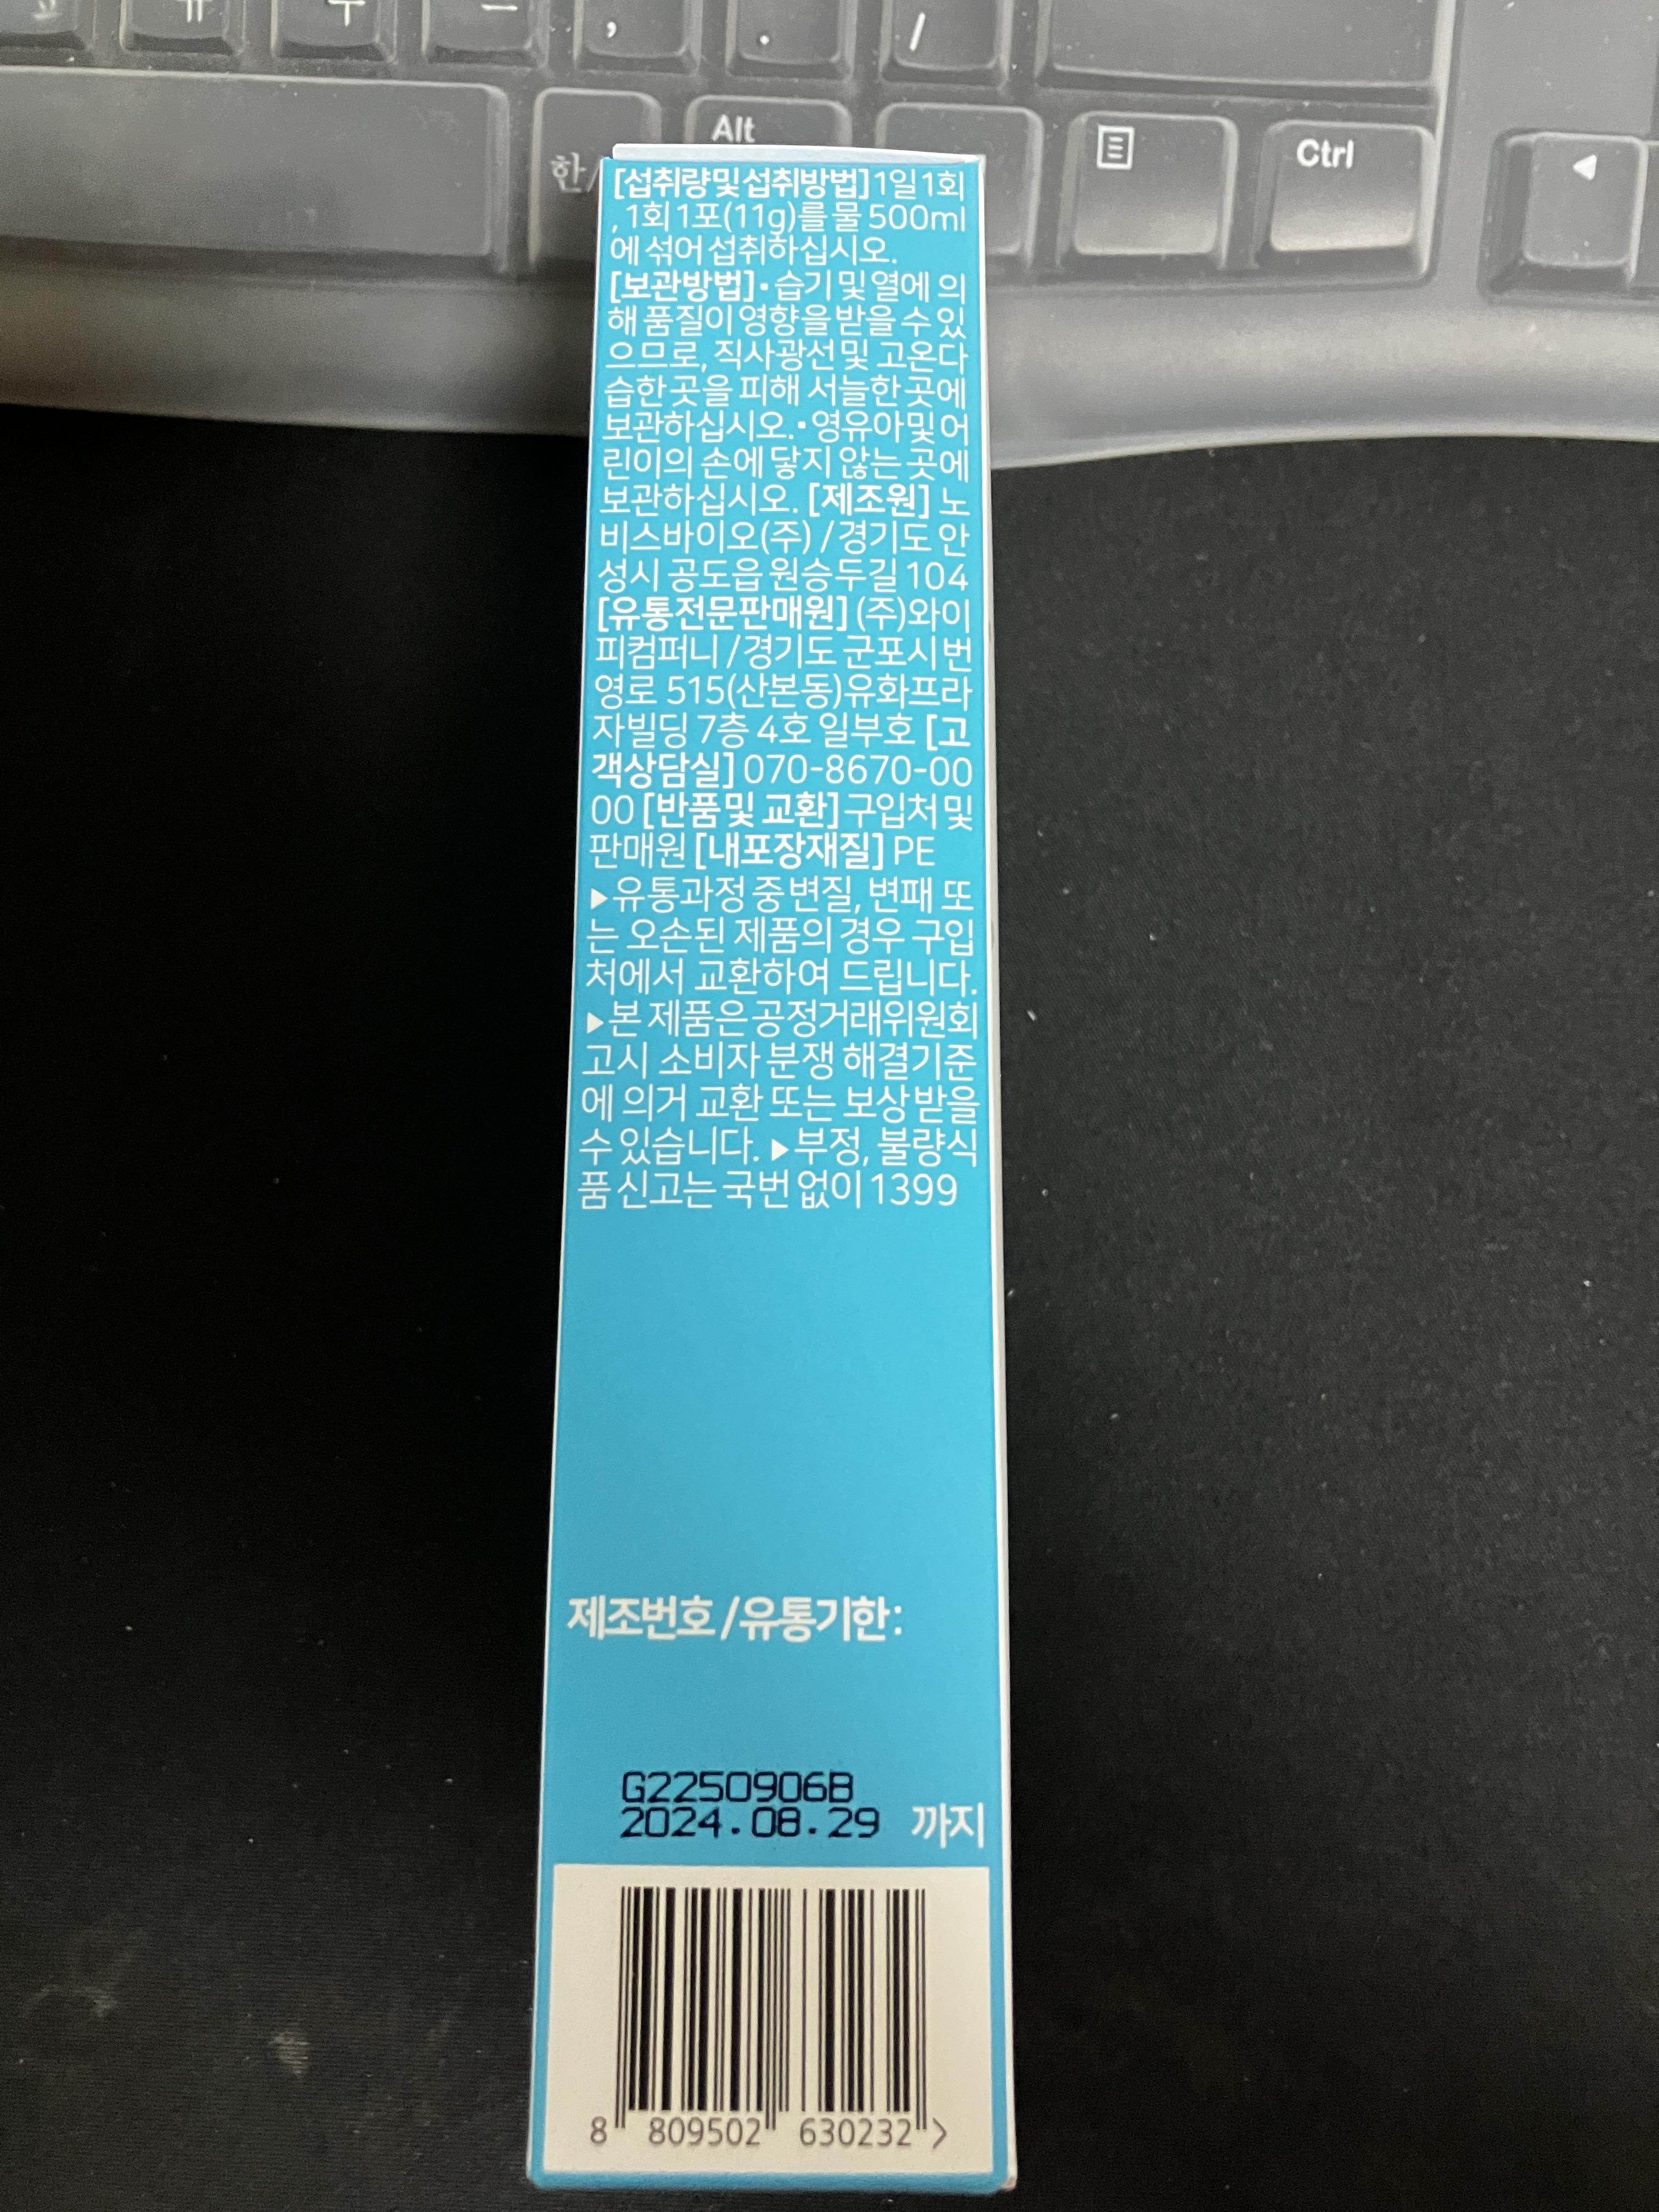 ㅠ ㅜ ㅡ , . /
Alt
한/
Ctrl
[섭취량및섭취방법]1일1회
, 1회 1포(11g)를 물 500ml
에 섞어 섭취하십시오.
[보관방법]▪습기 및 열에 의
해 품질이 영향을 받을 수 있
으므로, 직사광선 및 고온다
습한 곳을 피해 서늘한 곳에
보관하십시오.▪영유아 및 어
린이의 손에 닿지 않는 곳에
보관하십시오. [제조원] 노
비스바이오(주) / 경기도 안
성시 공도읍 원승두길 104
[유통전문판매원] (주)와이
피컴퍼니 / 경기도 군포시 번
영로 515(산본동)유화프라
자빌딩 7층 4호 일부호 [고
객상담실] 070-8670-00
00 [반품 및 교환] 구입처 및
판매원 [내포장재질] PE
▶유통과정 중 변질, 변패 또
는 오손된 제품의 경우 구입
처에서 교환하여 드립니다.
▶본 제품은 공정거래위원회
고시 소비자 분쟁 해결기준
에 의거 교환 또는 보상 받을
수 있습니다. ▶부정, 불량식
품 신고는 국번 없이 1399
제조번호 /유통기한 :
G2250906B
2024.08.29 까지
8 809502 630232 >